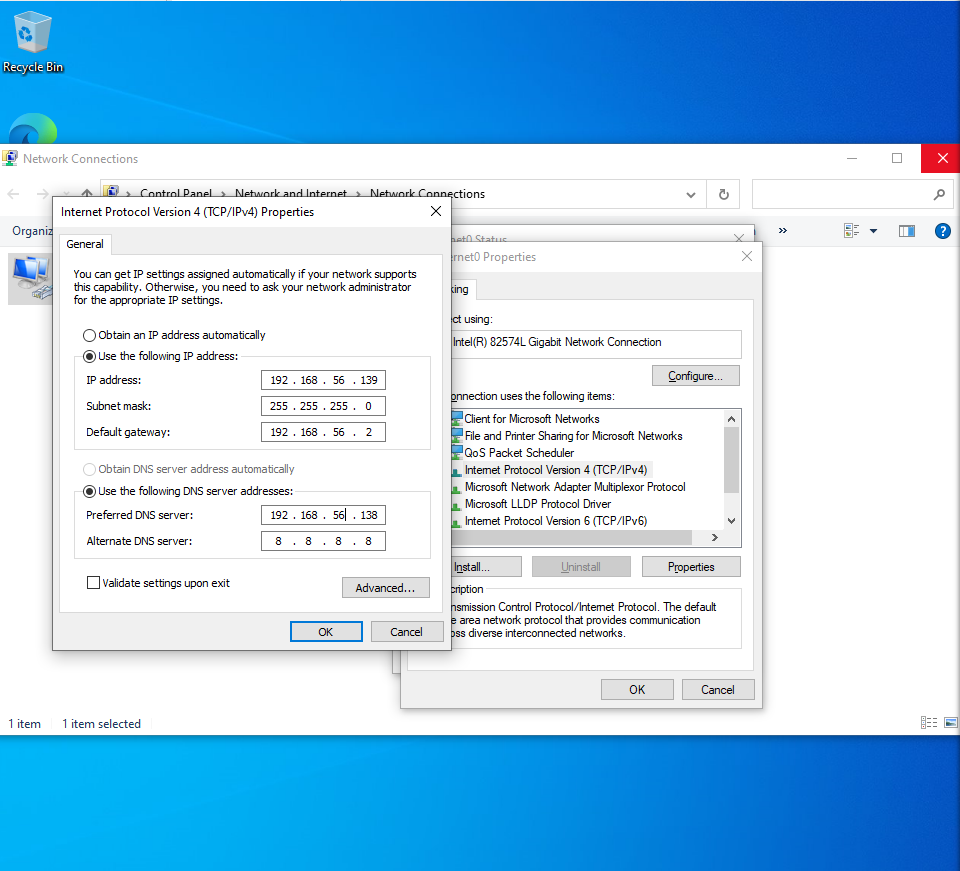 Recycle Bin
Network Connections
Control Panel > Network and Internet > Network Connections
Internet Protocol Version 4 (TCP/IPv4) Properties
General
You can get IP settings assigned automatically if your network supports
this capability. Otherwise, you need to ask your network administrator
for the appropriate IP settings.
Obtain an IP address automatically
Use the following IP address:
IP address: 192 . 168 . 56 . 139
Subnet mask: 255 . 255 . 255 . 0
Default gateway: 192 . 168 . 56 . 2
Obtain DNS server address automatically
Use the following DNS server addresses:
Preferred DNS server: 192 . 168 . 56 . 138
Alternate DNS server: 8 . 8 . 8 . 8
Validate settings upon exit
Advanced...
OK Cancel
Organiz
»
net0 Status
ernet0 Properties
king
ect using:
Intel(R) 82574L Gigabit Network Connection
Configure...
onnection uses the following items:
Client for Microsoft Networks
File and Printer Sharing for Microsoft Networks
QoS Packet Scheduler
Internet Protocol Version 4 (TCP/IPv4)
Microsoft Network Adapter Multiplexor Protocol
Microsoft LLDP Protocol Driver
Internet Protocol Version 6 (TCP/IPv6)
Install... Uninstall Properties
cription
nsmission Control Protocol/Internet Protocol. The default
e area network protocol that provides communication
oss diverse interconnected networks.
OK Cancel
1 item 1 item selected